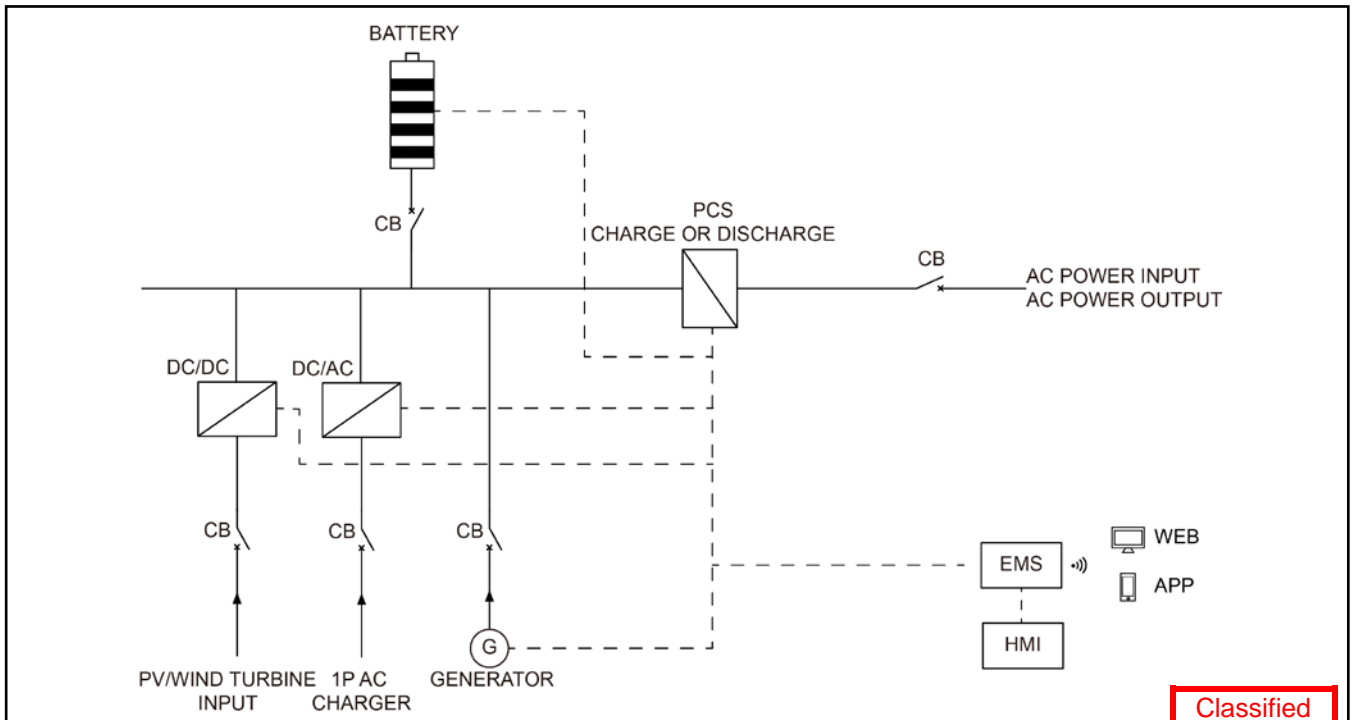 BATTERY
CB
PCS
CHARGE OR DISCHARGE
CB
AC POWER INPUT
AC POWER OUTPUT
DC/DC
DC/AC
CB
CB
CB
WEB
EMS
APP
G
HMI
PV/WIND TURBINE
INPUT
1P AC
CHARGER
GENERATOR
Classified